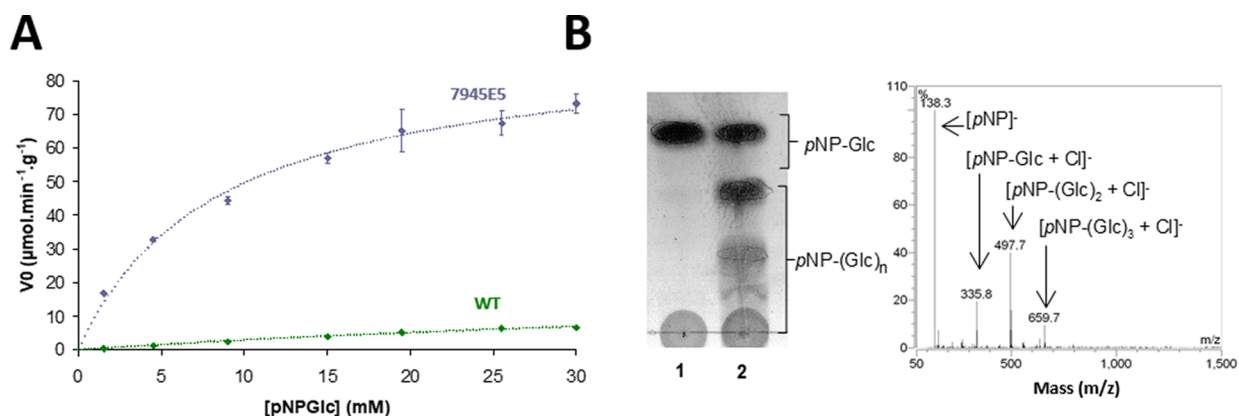 A
B
80
70
60
50
40
30
20
10
0
V0 (µmol.min⁻¹.g⁻¹)
7945E5
WT
0 5 10 15 20 25 30
[pNPGlc] (mM)
pNP-Glc
pNP-(Glc)n
1 2
110
%
138.3
[pNP]-
80
[pNP-Glc + Cl]-
60
[pNP-(Glc)2 + Cl]-
[pNP-(Glc)3 + Cl]-
40
497.7
20
335.8
659.7
0
m/z
50 500 1,000 1,500
Mass (m/z)